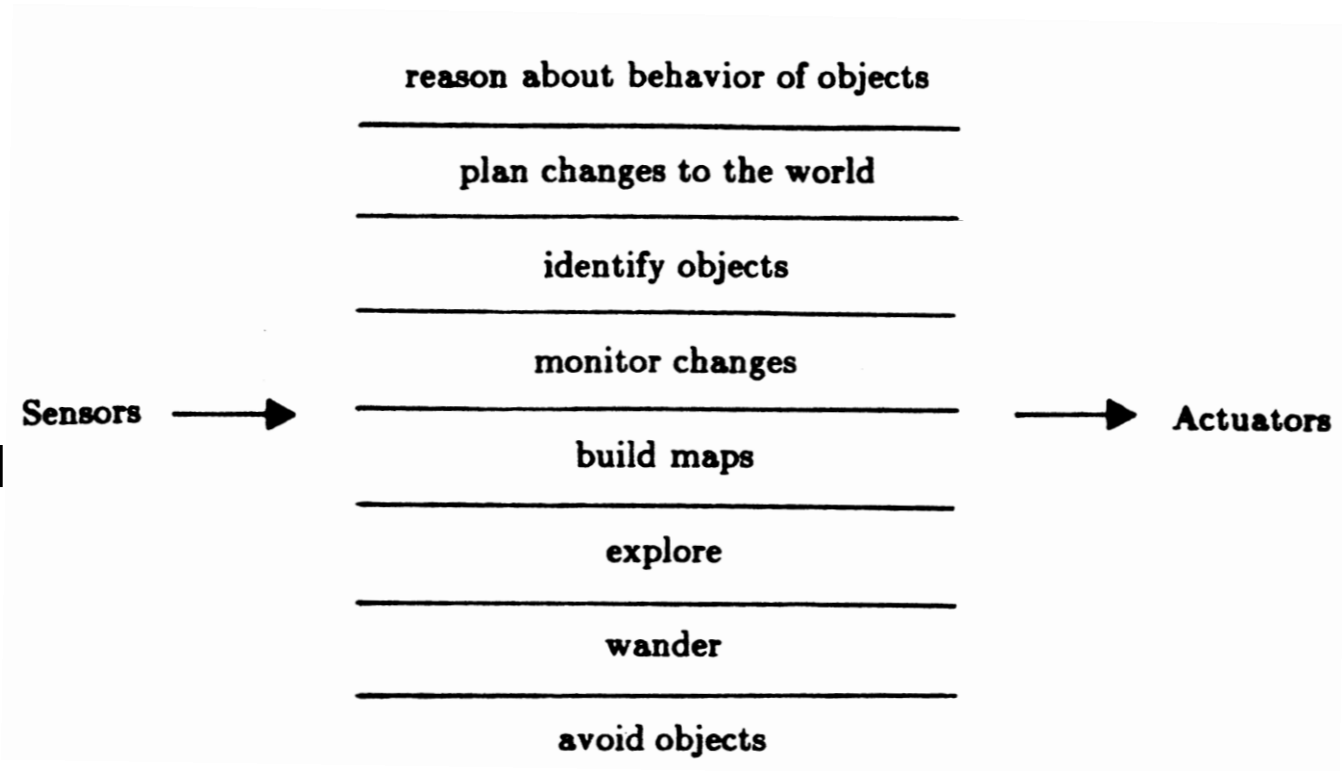 reason about behavior of objects
plan changes to the world
identify objects
monitor changes
Sensors
Actuators
build maps
explore
wander
avoid objects